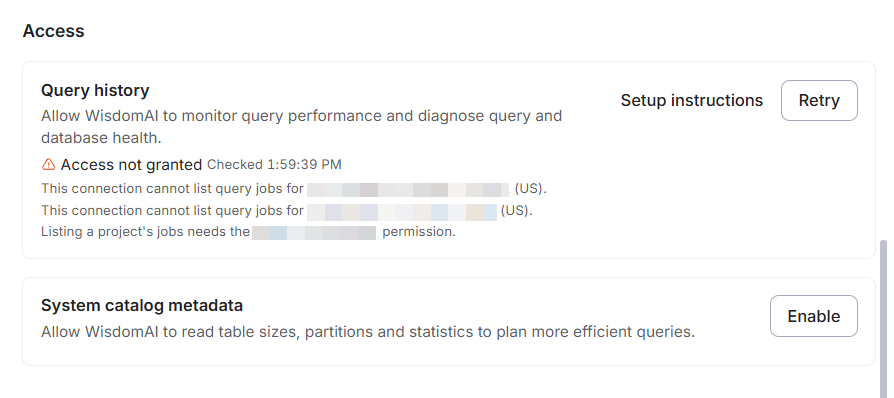 Access
Query history
Setup instructions
Retry
Allow WisdomAI to monitor query performance and diagnose query and
database health.
Access not granted Checked 1:59:39 PM
This connection cannot list query jobs for (US).
This connection cannot list query jobs for (US).
Listing a project's jobs needs the permission.
System catalog metadata
Enable
Allow WisdomAI to read table sizes, partitions and statistics to plan more efficient queries.